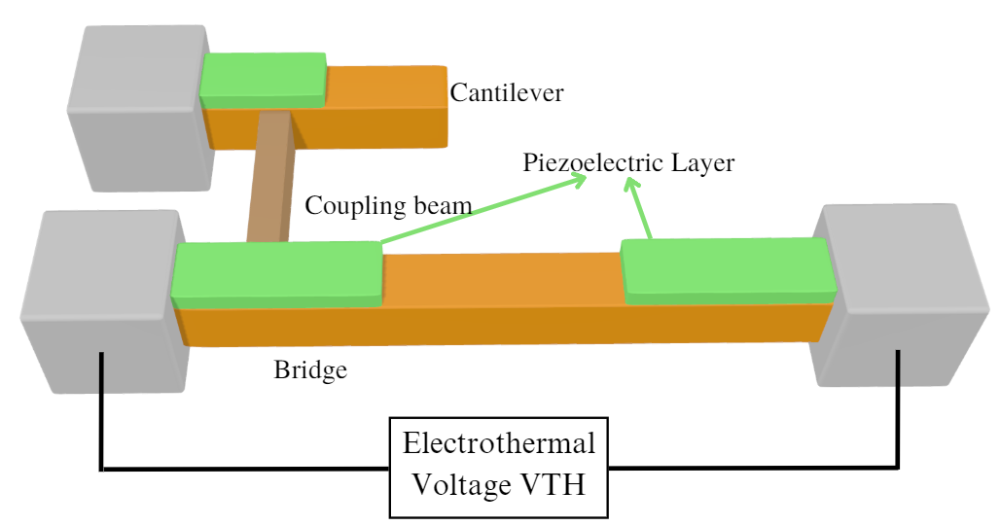 Cantilever
Piezoelectric Layer
Coupling beam
Bridge
Electrothermal
Voltage VTH